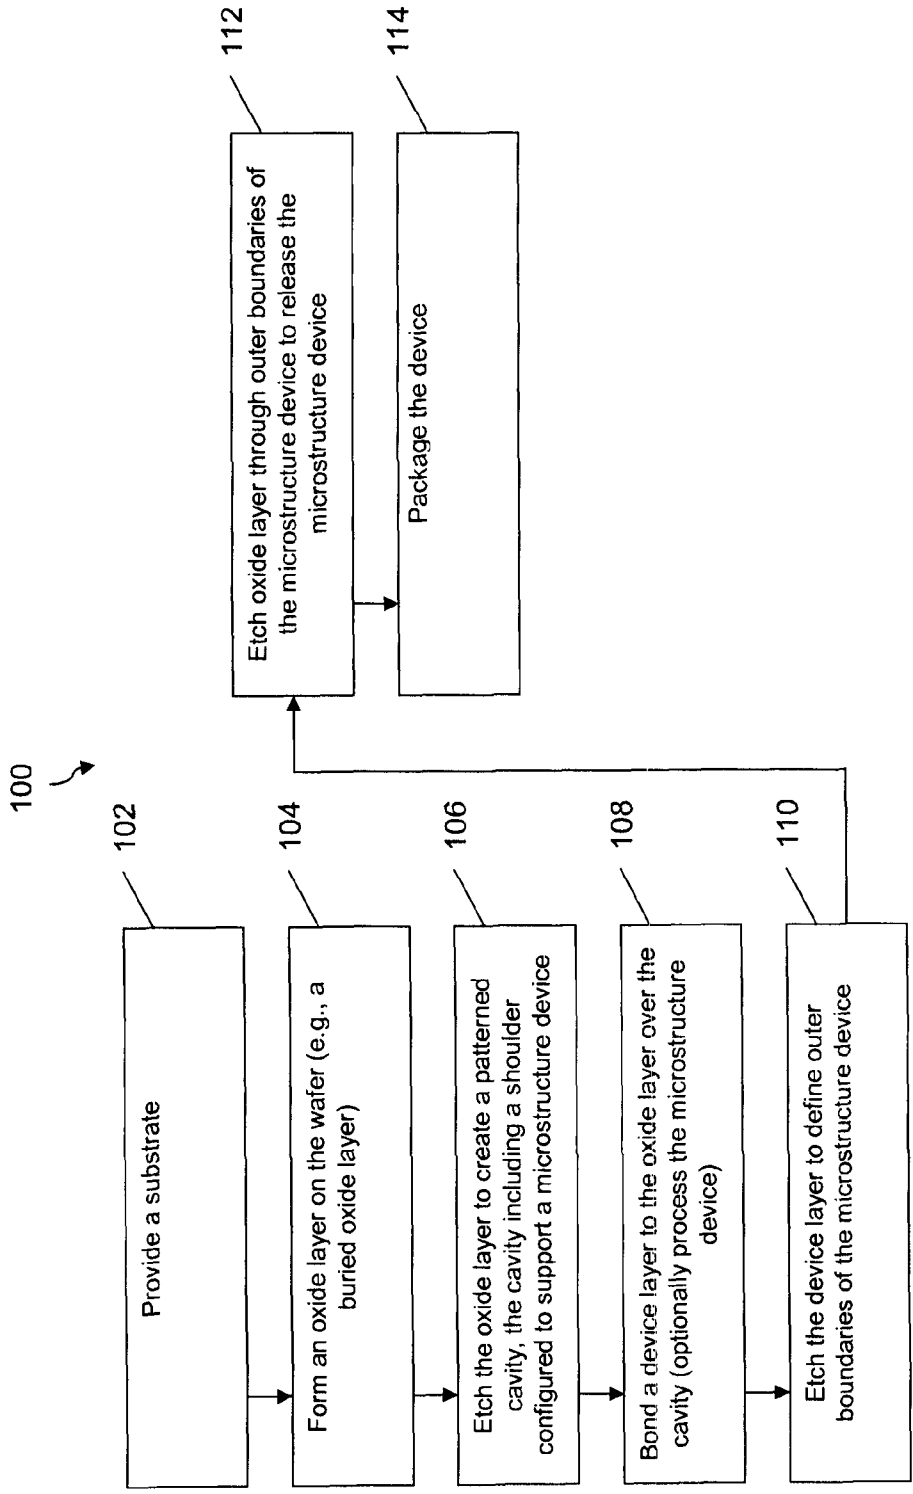 100
102
Provide a substrate
104
Form an oxide layer on the wafer (e.g., a
buried oxide layer)
106
Etch the oxide layer to create a patterned
cavity, the cavity including a shoulder
configured to support a microstructure device
108
Bond a device layer to the oxide layer over the
cavity (optionally process the microstructure
device)
110
Etch the device layer to define outer
boundaries of the microstructure device
112
Etch oxide layer through outer boundaries of
the microstructure device to release the
microstructure device
114
Package the device